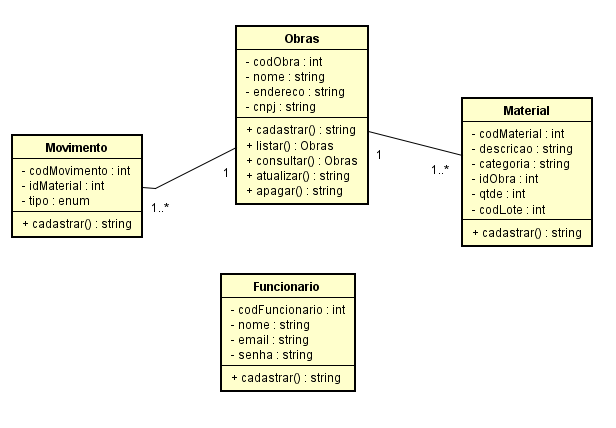 Obras
- codObra : int
- nome : string
- endereco : string
- cnpj : string
+ cadastrar() : string
+ listar() : Obras
+ consultar() : Obras
+ atualizar() : string
+ apagar() : string
Material
- codMaterial : int
- descricao : string
- categoria : string
- idObra : int
- qtde : int
- codLote : int
+ cadastrar() : string
Movimento
- codMovimento : int
- idMaterial : int
- tipo : enum
+ cadastrar() : string
1
1..*
1
1..*
Funcionario
- codFuncionario : int
- nome : string
- email : string
- senha : string
+ cadastrar() : string